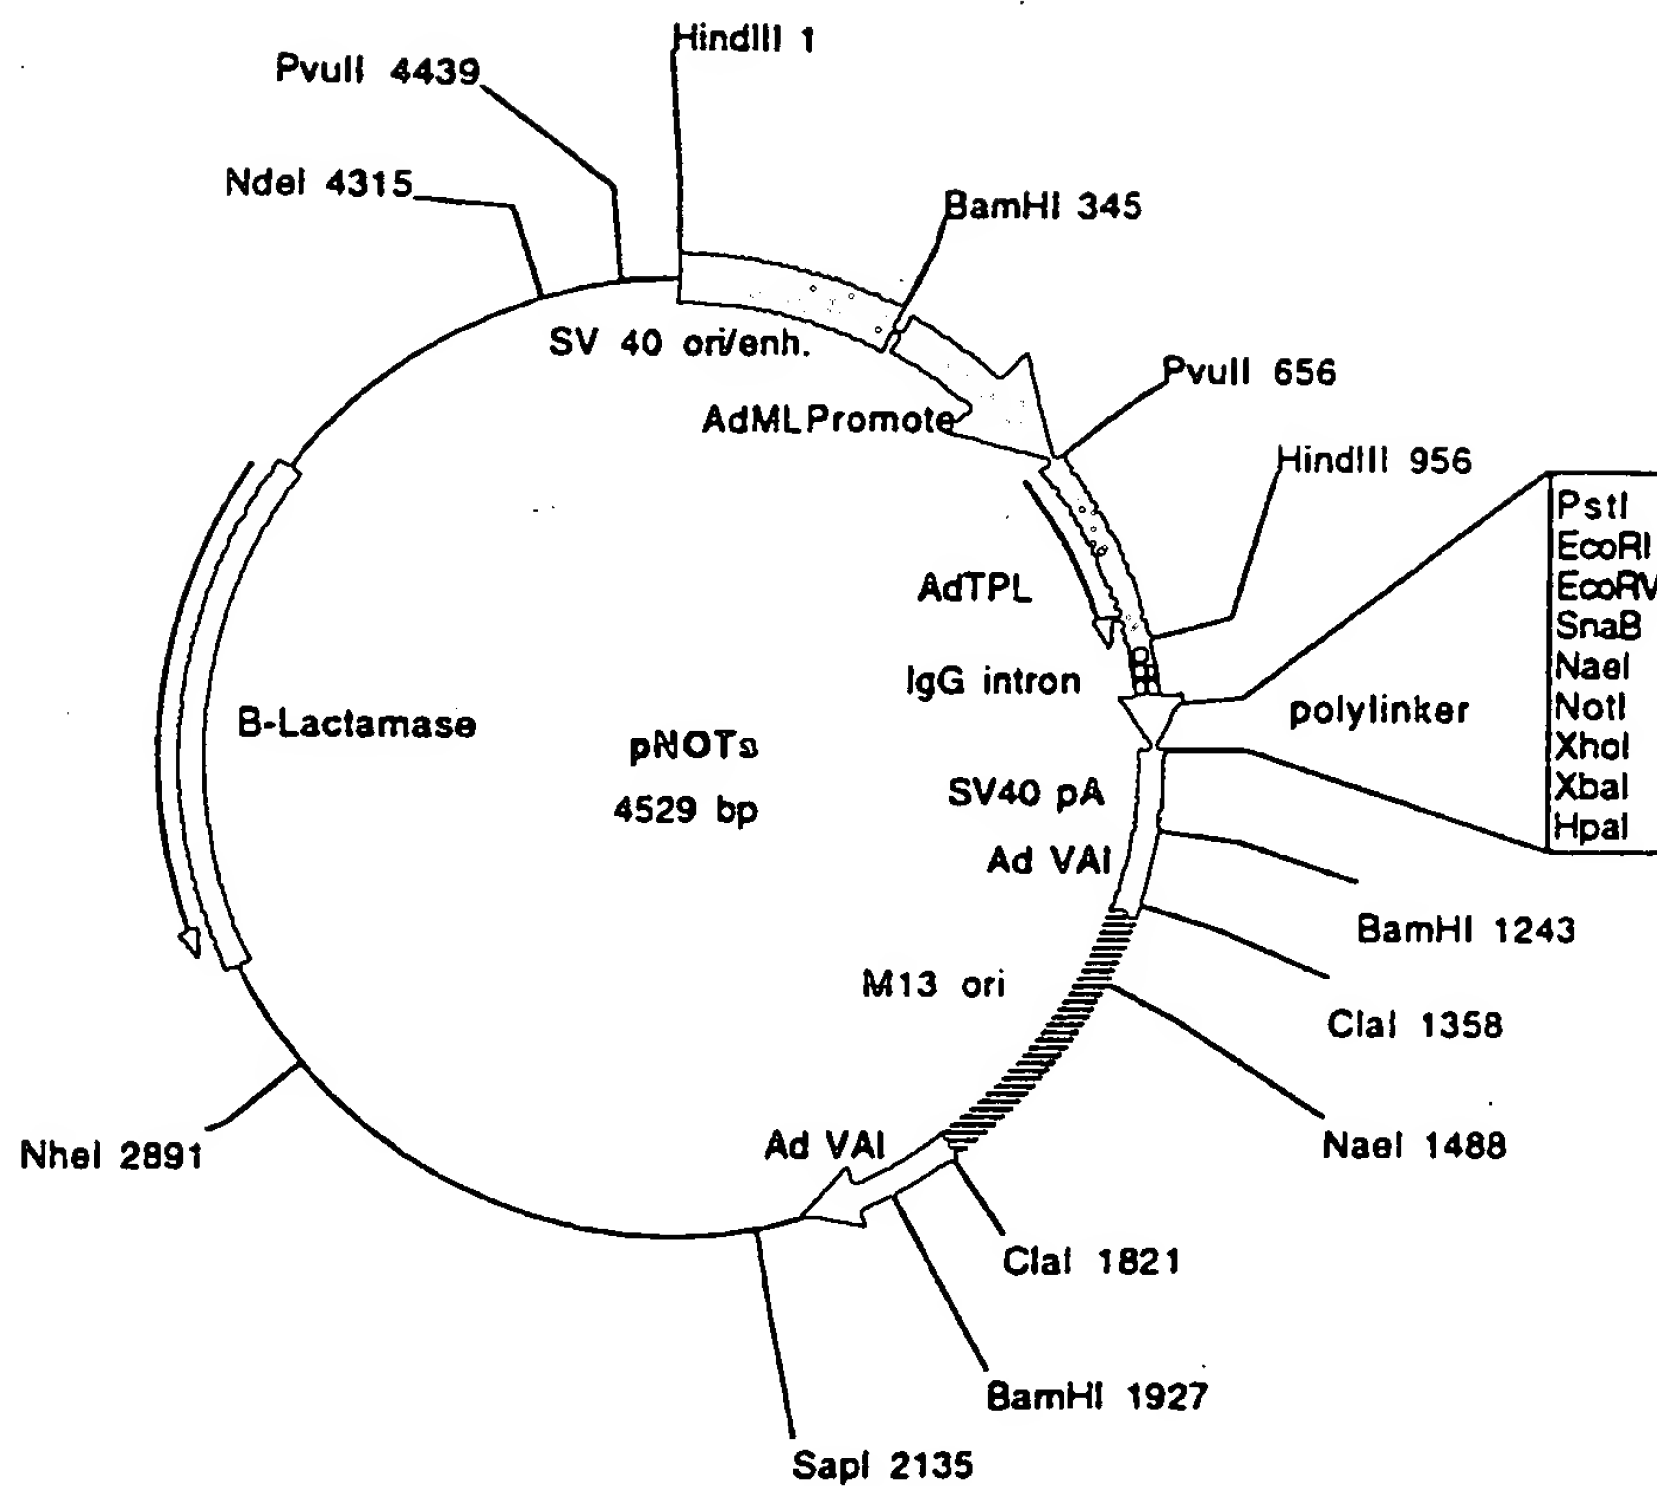 HindIII 1
PvuII 4439
NdeI 4315
BamHI 345
SV 40 ori/enh.
PvuII 656
AdMLPromote
HindIII 956
PstI
EcoRI
EcoRV
SnaB
NaeI
NotI
XhoI
XbaI
HpaI
AdTPL
IgG intron
polylinker
B-Lactamase
pNOTs
4529 bp
SV40 pA
Ad VAI
BamHI 1243
M13 ori
ClaI 1358
NaeI 1488
Ad VAI
NheI 2891
ClaI 1821
BamHI 1927
SapI 2135